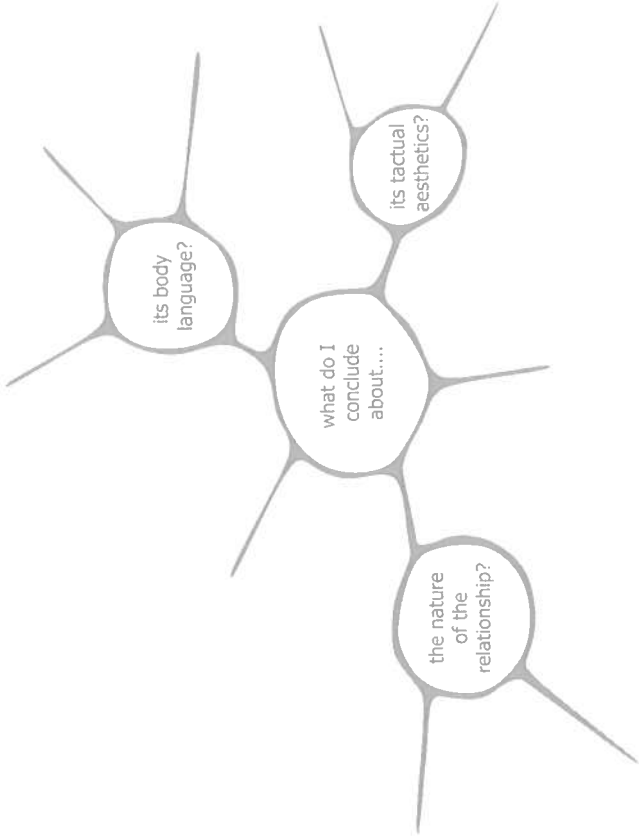 what do I
conclude
about....
its body
language?
its tactual
aesthetics?
the nature
of the
relationship?